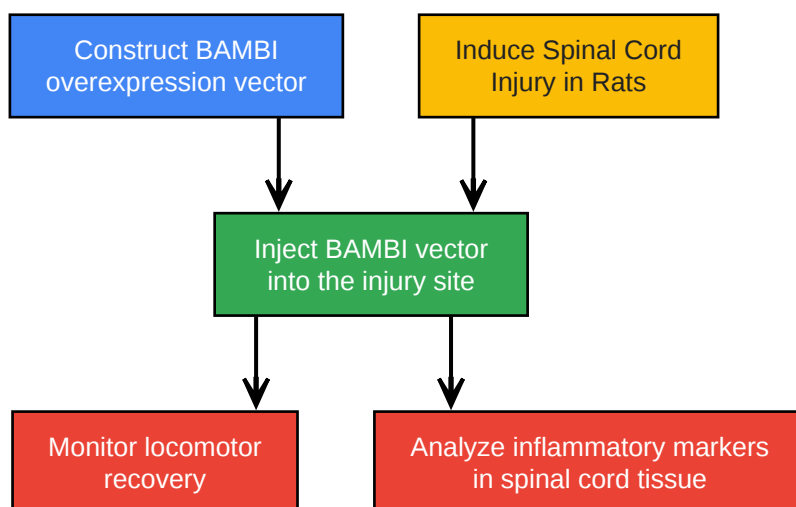 Construct BAMBI
overexpression vector
Induce Spinal Cord
Injury in Rats
Inject BAMBI vector
into the injury site
Monitor locomotor
recovery
Analyze inflammatory markers
in spinal cord tissue